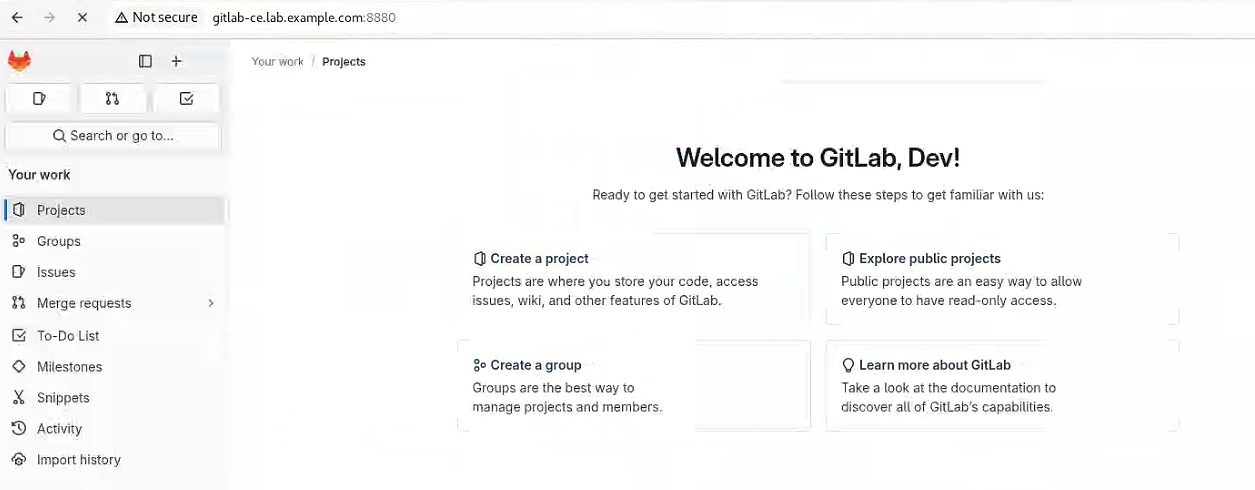 Not secure gitlab-ce.lab.example.com:8880
Your work / Projects
Search or go to...
Your work
Projects
Groups
Issues
Merge requests
To-Do List
Milestones
Snippets
Activity
Import history
Welcome to GitLab, Dev!
Ready to get started with GitLab? Follow these steps to get familiar with us:
Create a project
Projects are where you store your code, access
issues, wiki, and other features of GitLab.
Explore public projects
Public projects are an easy way to allow
everyone to have read-only access.
Create a group
Groups are the best way to
manage projects and members.
Learn more about GitLab
Take a look at the documentation to
discover all of GitLab's capabilities.